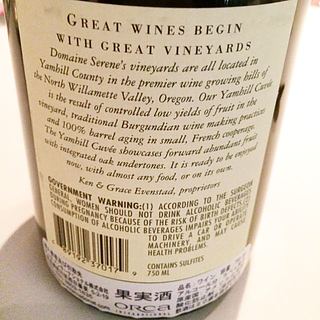 GREAT WINES BEGIN
WITH GREAT VINEYARDS
Domaine Serene's vineyards are all located in
Yamhill County in the premier wine growing hills of
the North Willamette Valley, Oregon. Our Yamhill Cuvée
is the result of controlled low yields of fruit in the
vineyard, traditional Burgundian wine making practices
and 100% barrel aging in small, French cooperage.
The Yamhill Cuvée showcases forward abundant fruit
with integrated oak undertones. It is ready to be enjoyed
now, with almost any food, or on its own.
Ken & Grace Evenstad, proprietors
GOVERNMENT WARNING: (1) ACCORDING TO THE SURGEON
GENERAL, WOMEN SHOULD NOT DRINK ALCOHOLIC BEVERAGES
DURING PREGNANCY BECAUSE OF THE RISK OF BIRTH DEFECTS. (2)
CONSUMPTION OF ALCOHOLIC BEVERAGES IMPAIRS YOUR ABILITY
TO DRIVE A CAR OR OPERATE
MACHINERY, AND MAY CAUSE
HEALTH PROBLEMS.
CONTAINS SULFITES
750 ML
果実酒
orca
INTERNATIONAL
ワイン